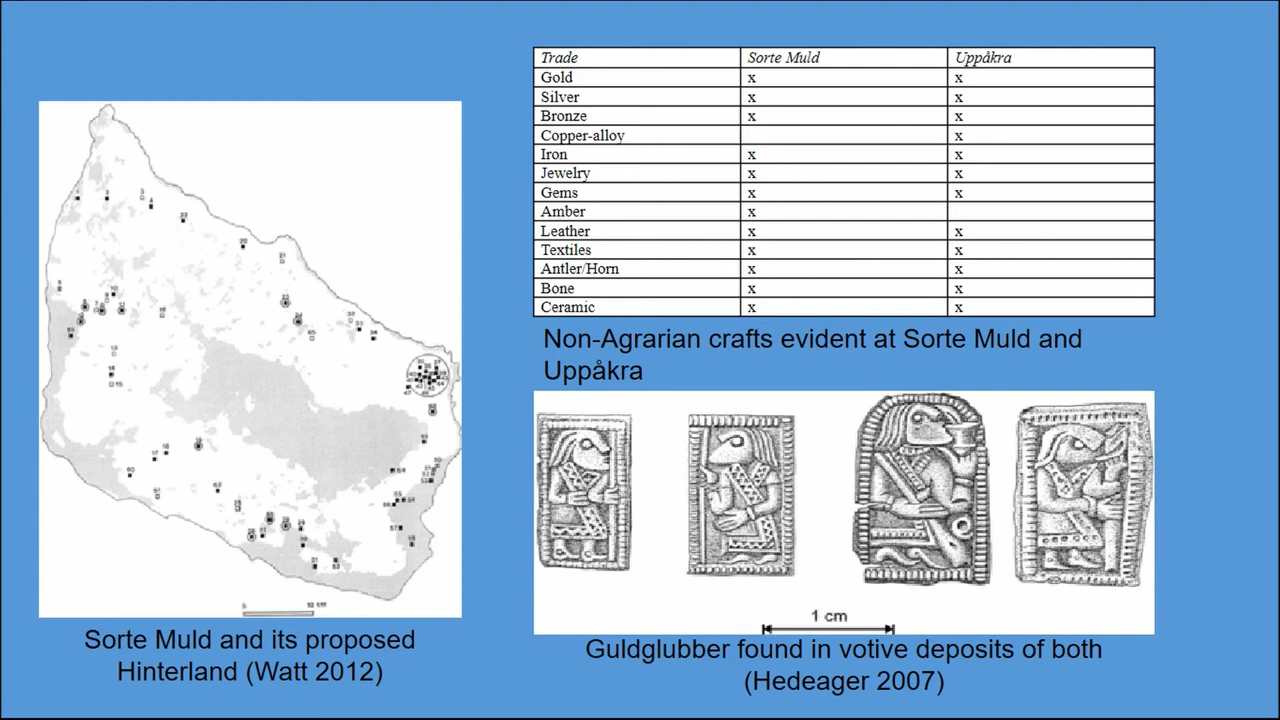 Trade Sorte Muld Uppåkra
Gold x x
Silver x x
Bronze x x
Copper-alloy x
Iron x x
Jewelry x x
Gems x x
Amber x
Leather x x
Textiles x x
Antler/Horn x x
Bone x x
Ceramic x x
Non-Agrarian crafts evident at Sorte Muld and
Uppåkra
1 cm
Guldglubber found in votive deposits of both
(Hedeager 2007)
Sorte Muld and its proposed
Hinterland (Watt 2012)